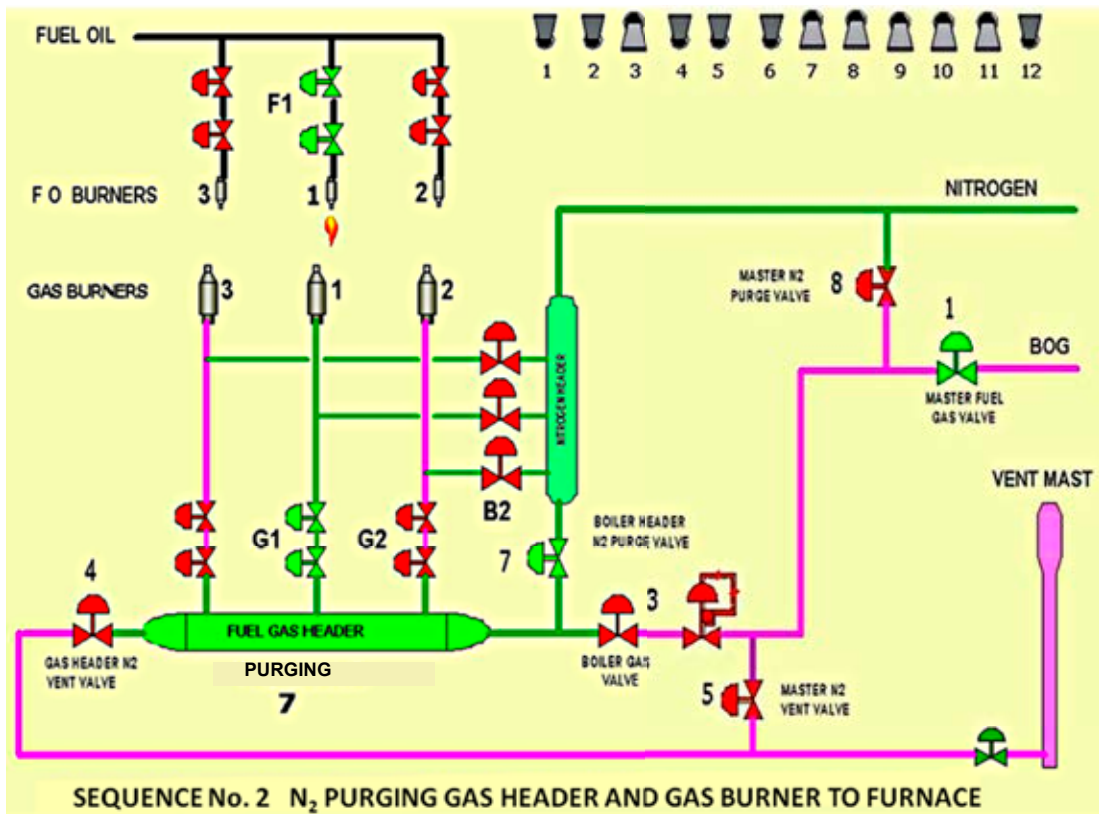 FUEL OIL
1 2 3 4 5 6 7 8 9 10 11 12
F1
F O BURNERS
3 1 2
NITROGEN
GAS BURNERS
3 1 2
MASTER N2
PURGE VALVE
8
1
BOG
MASTER FUEL
GAS VALVE
NITROGEN HEADER
VENT MAST
B2
G1
G2
BOILER HEADER
N2 PURGE VALVE
7
4
3
FUEL GAS HEADER
PURGING
7
GAS HEADER N2
VENT VALVE
BOILER GAS
VALVE
5
MASTER N2
VENT VALVE
SEQUENCE No. 2 N₂ PURGING GAS HEADER AND GAS BURNER TO FURNACE